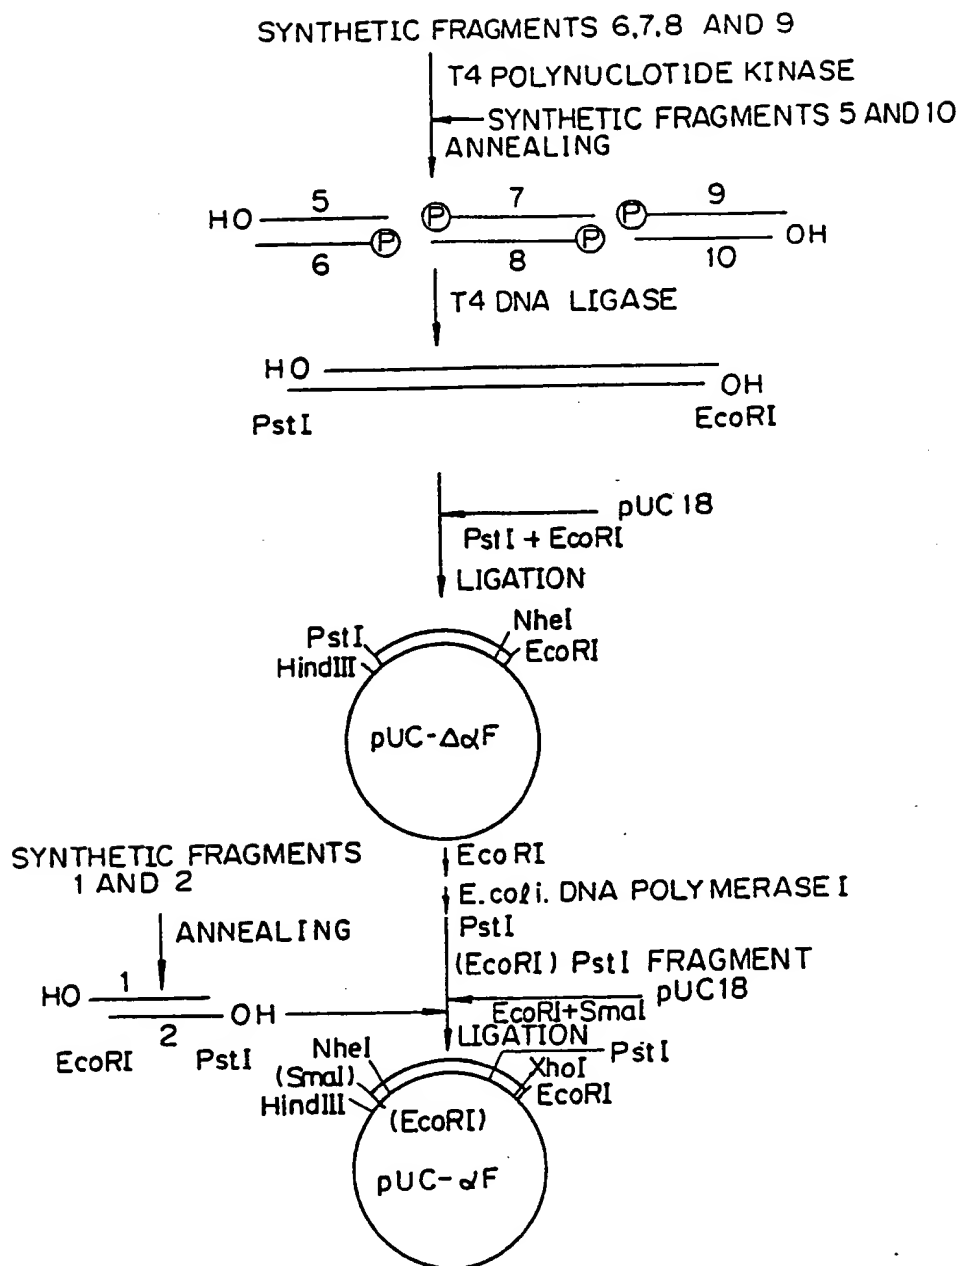 SYNTHETIC FRAGMENTS 6,7,8 AND 9
T4 POLYNUCLOTIDE KINASE
SYNTHETIC FRAGMENTS 5 AND 10
ANNEALING
HO 5 P 7 P 9
6 P 8 P 10 OH
T4 DNA LIGASE
HO
OH
PstI EcoRI
pUC18
PstI + EcoRI
LIGATION
PstI NheI
HindIII EcoRI
pUC-ΔαF
SYNTHETIC FRAGMENTS
1 AND 2
ANNEALING
EcoRI
E.coli. DNA POLYMERASE I
PstI
(EcoRI) PstI FRAGMENT
pUC18
EcoRI+SmaI
LIGATION
HO 1
2 OH
EcoRI PstI
NheI PstI
(SmaI) XhoI
HindIII EcoRI
(EcoRI)
pUC-αF